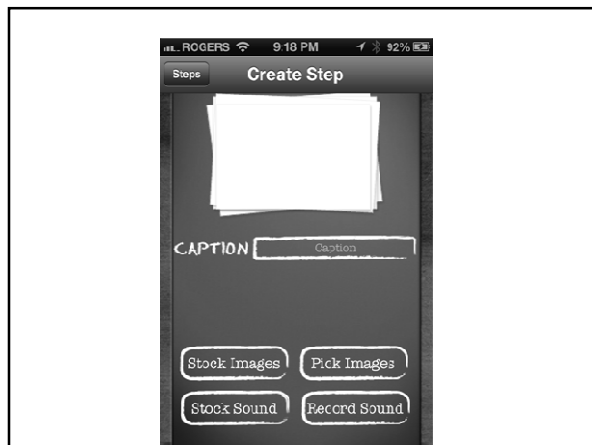 ROGERS 9:18 PM 92%
Steps Create Step
CAPTION Caption
Stock Images Pick Images
Stock Sound Record Sound